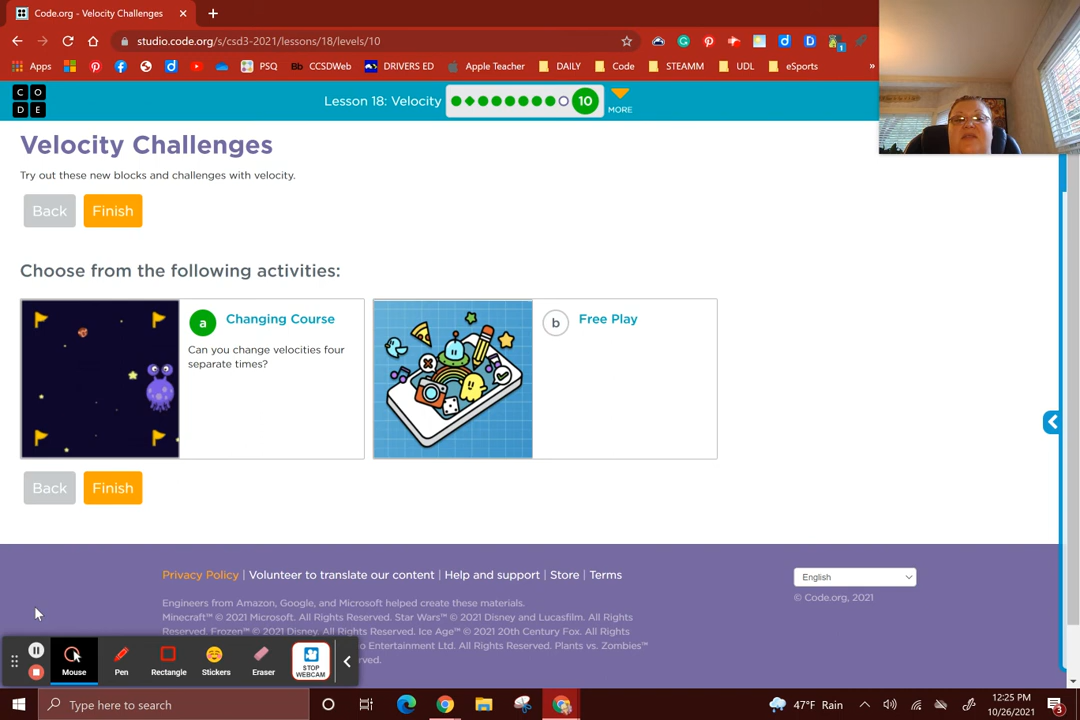 Code.org - Velocity Challenges
studio.code.org/s/csd3-2021/lessons/18/levels/10
Apps PSQ Bb CCSDWeb DRIVERS ED Apple Teacher DAILY Code STEAMM UDL eSports »
C O D E
Lesson 18: Velocity 10 MORE
Velocity Challenges
Try out these new blocks and challenges with velocity.
Back Finish
Choose from the following activities:
a Changing Course
Can you change velocities four
separate times?
b Free Play
Back Finish
Privacy Policy | Volunteer to translate our content | Help and support | Store | Terms
English
© Code.org, 2021
Engineers from Amazon, Google, and Microsoft helped create these materials.
Minecraft™ © 2021 Microsoft. All Rights Reserved. Star Wars™ © 2021 Disney and Lucasfilm. All Rights
Reserved. Frozen™ © 2021 Disney. All Rights Reserved. Ice Age™ © 2021 20th Century Fox. All Rights
o Entertainment Ltd. All Rights Reserved. Plants vs. Zombies™
rved.
Mouse Pen Rectangle Stickers Eraser STOP WEBCAM
Type here to search
47°F Rain
12:25 PM
10/26/2021
3